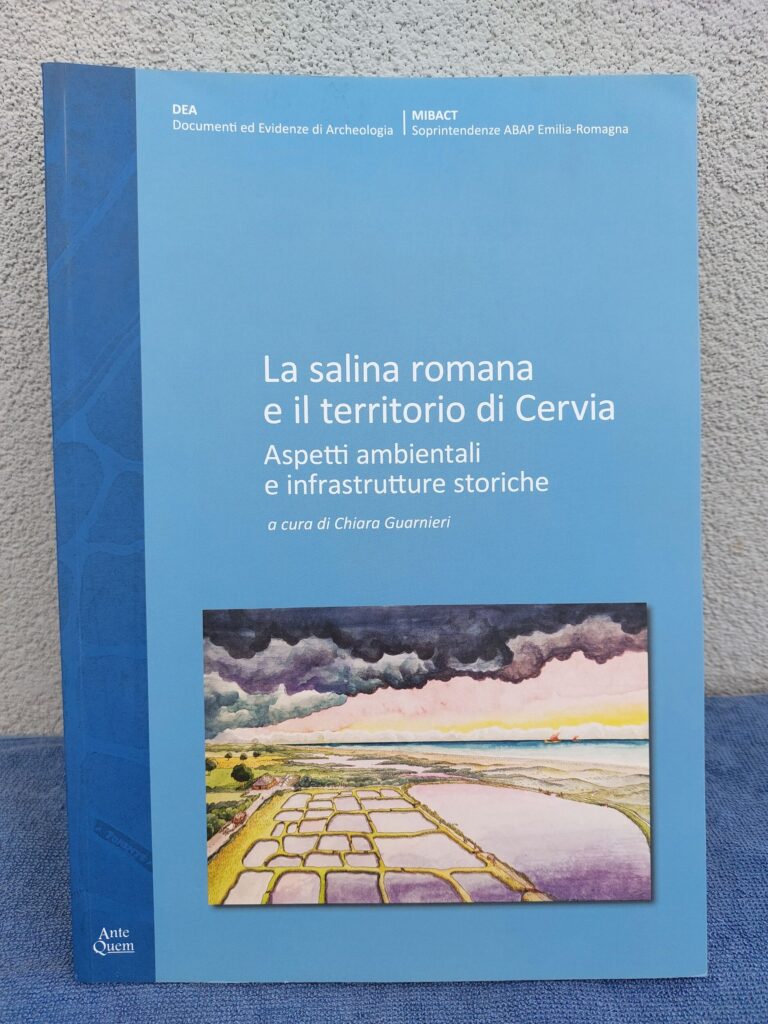 DEA
Documenti ed Evidenze di Archeologia
MIBACT
Soprintendenze ABAP Emilia-Romagna
La salina romana
e il territorio di Cervia
Aspetti ambientali
e infrastrutture storiche
a cura di Chiara Guarnieri
Ante
Quem